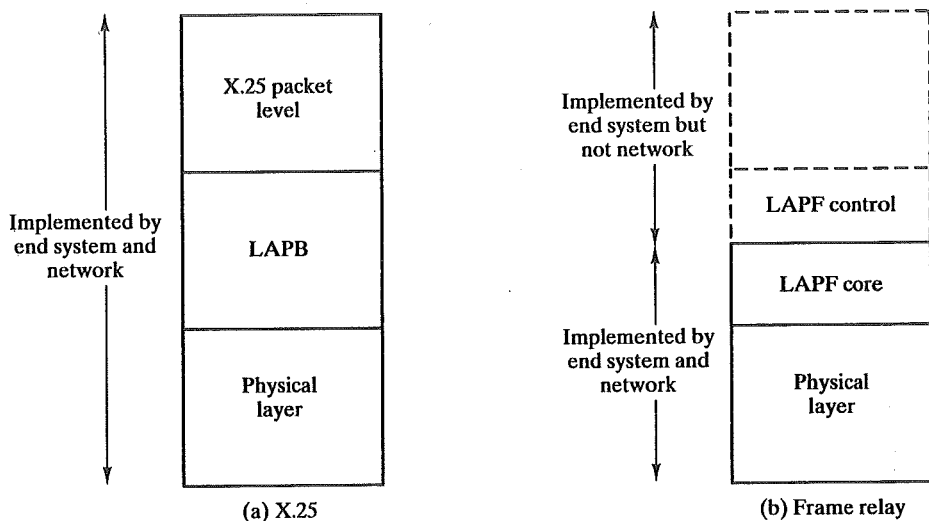 X.25 packet
level
Implemented by
end system and
network
LAPB
Physical
layer
(a) X.25
Implemented by
end system but
not network
LAPF control
LAPF core
Implemented by
end system and
network
Physical
layer
(b) Frame relay